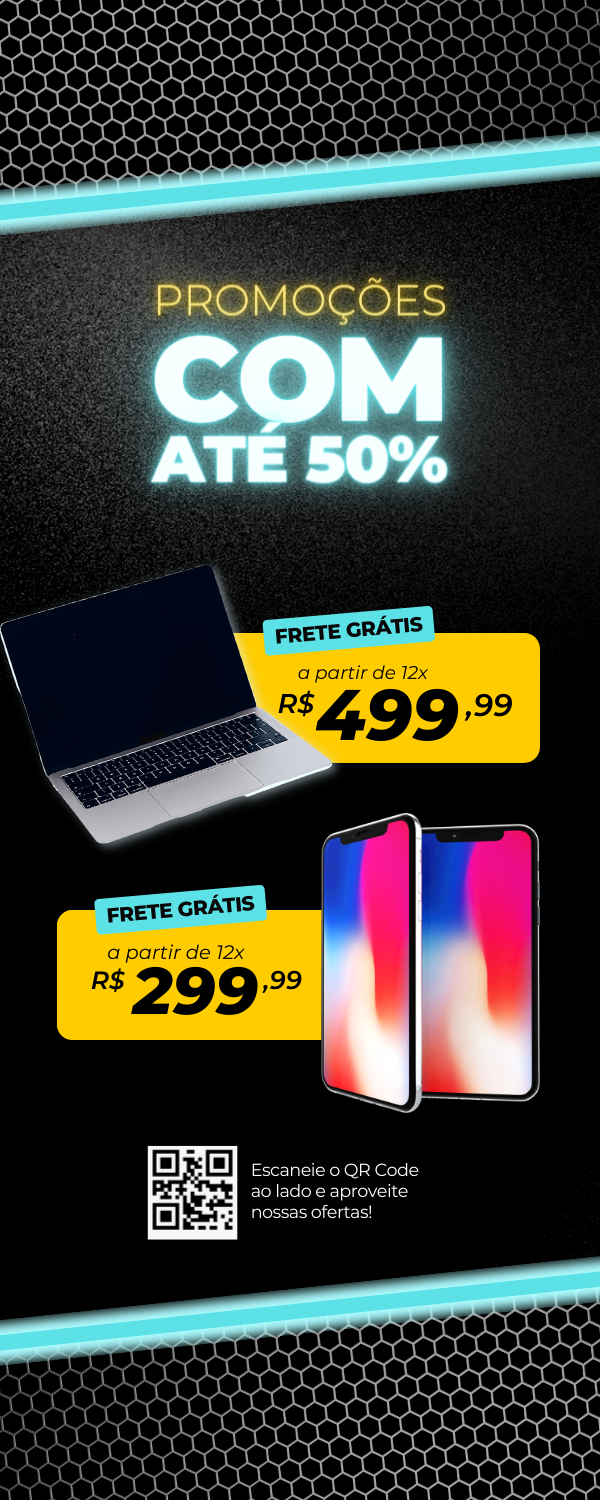 PROMOÇÕES
COM
ATÉ 50%
FRETE GRÁTIS
a partir de 12x
R$ 499,99
FRETE GRÁTIS
a partir de 12x
R$ 299,99
Escaneie o QR Code
ao lado e aproveite
nossas ofertas!